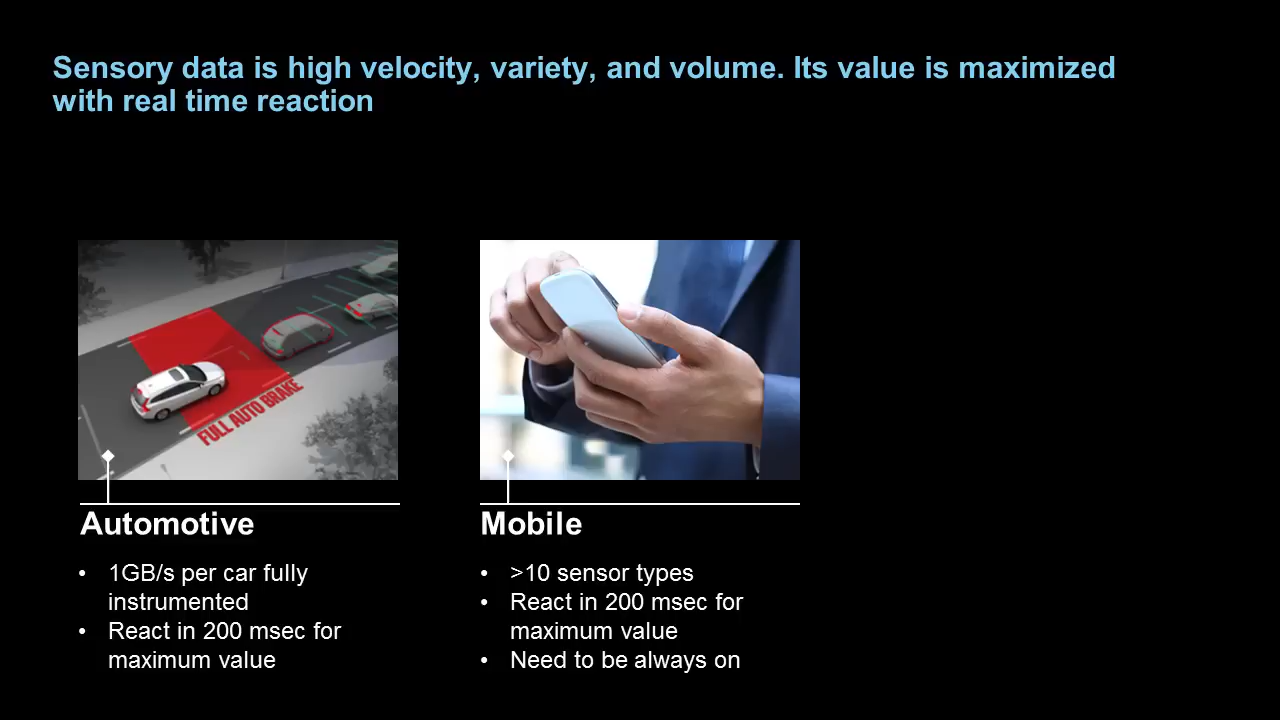 Sensory data is high velocity, variety, and volume. Its value is maximized
with real time reaction
FULL AUTO BRAKE
Automotive
• 1GB/s per car fully
instrumented
• React in 200 msec for
maximum value
Mobile
• >10 sensor types
• React in 200 msec for
maximum value
• Need to be always on